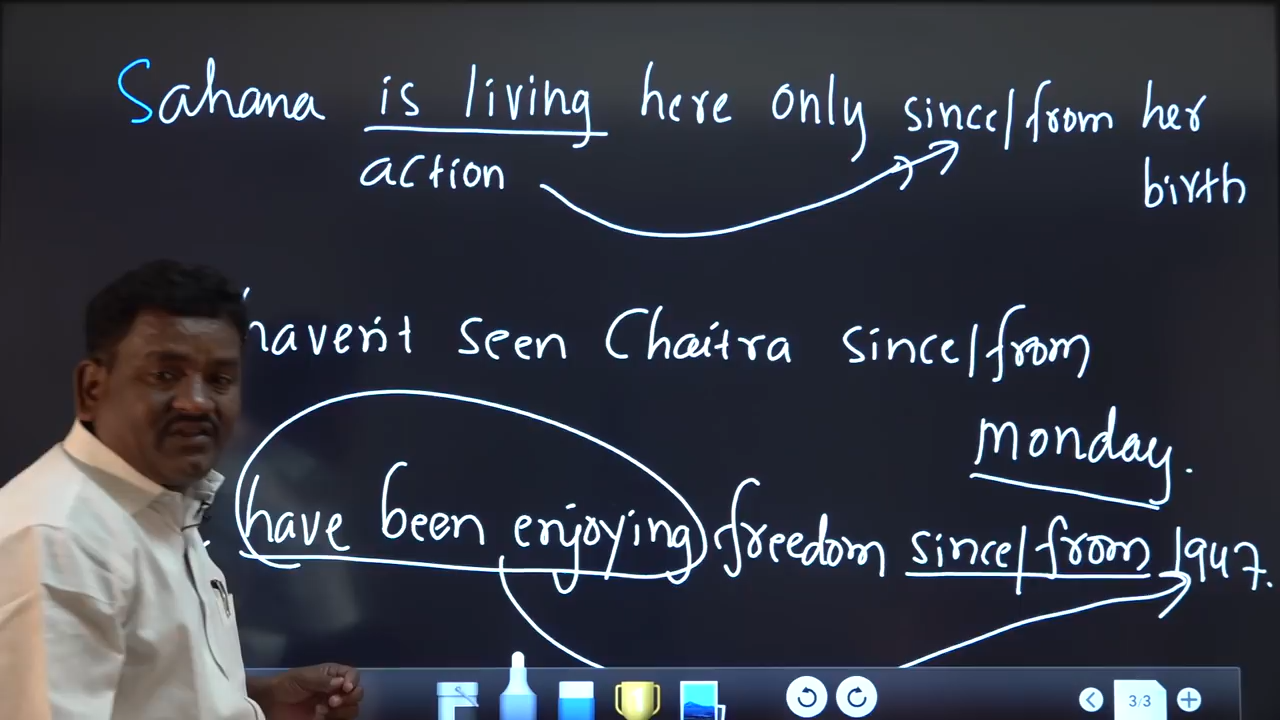 Sahana is living here only since/from her
birth
action
haven't seen Chaitra since/from
Monday.
have been enjoying freedom since/from 1947.
3/3